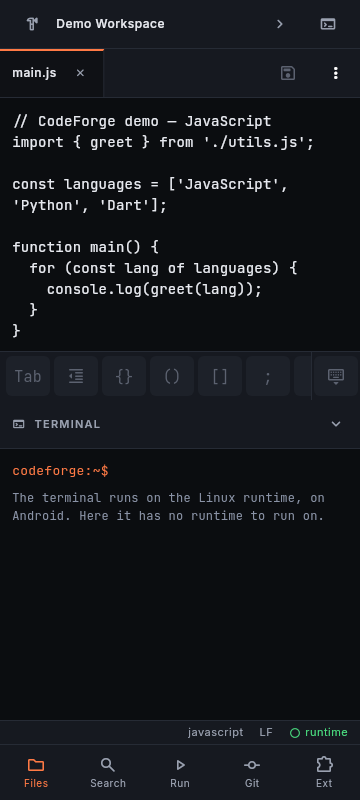 Demo Workspace
main.js
// CodeForge demo — JavaScript
import { greet } from './utils.js';
const languages = ['JavaScript',
'Python', 'Dart'];
function main() {
  for (const lang of languages) {
    console.log(greet(lang));
  }
}
Tab {} () [] ;
TERMINAL
codeforge:~$
The terminal runs on the Linux runtime, on
Android. Here it has no runtime to run on.
javascript LF runtime
Files Search Run Git Ext